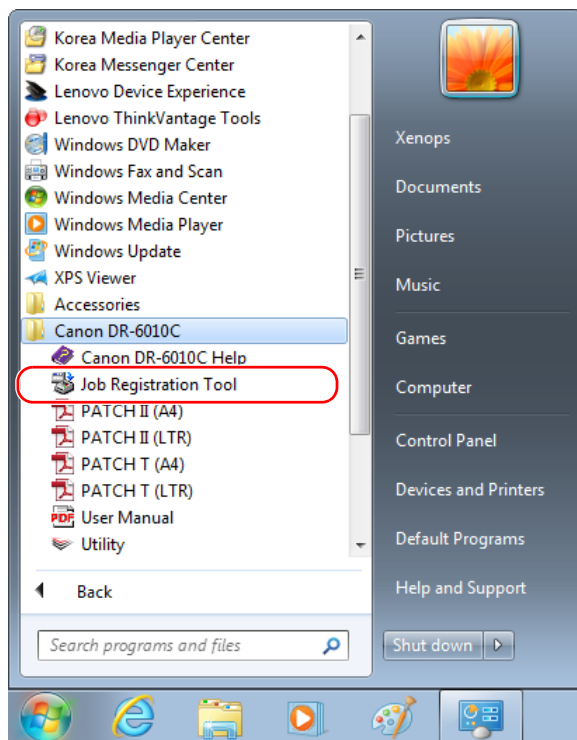 Korea Media Player Center
Korea Messenger Center
Lenovo Device Experience
Lenovo ThinkVantage Tools
Windows DVD Maker
Windows Fax and Scan
Windows Media Center
Windows Media Player
Windows Update
XPS Viewer
Accessories
Canon DR-6010C
Canon DR-6010C Help
Job Registration Tool
PATCH II (A4)
PATCH II (LTR)
PATCH T (A4)
PATCH T (LTR)
PDF User Manual
Utility
Back
Search programs and files
Xenops
Documents
Pictures
Music
Games
Computer
Control Panel
Devices and Printers
Default Programs
Help and Support
Shut down